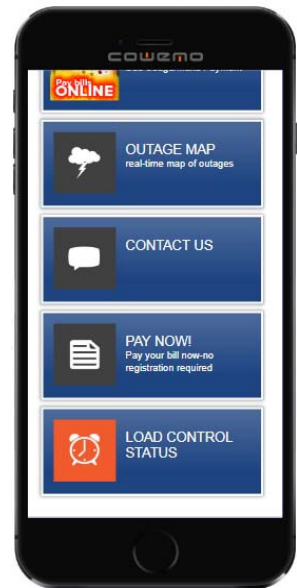 cowemo
Pay bills
ONLINE
OUTAGE MAP
real-time map of outages
CONTACT US
PAY NOW!
Pay your bill now-no
registration required
LOAD CONTROL
STATUS